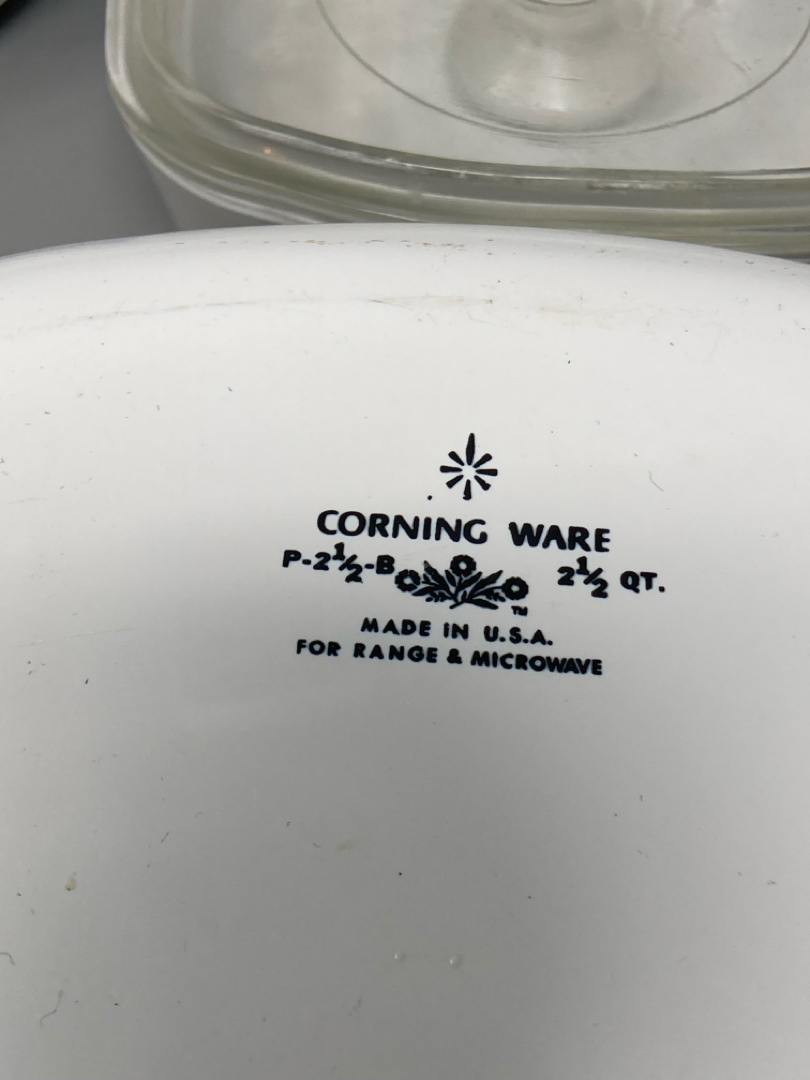 CORNING WARE
P-2½-B 2½ QT.
TM
MADE IN U.S.A.
FOR RANGE & MICROWAVE